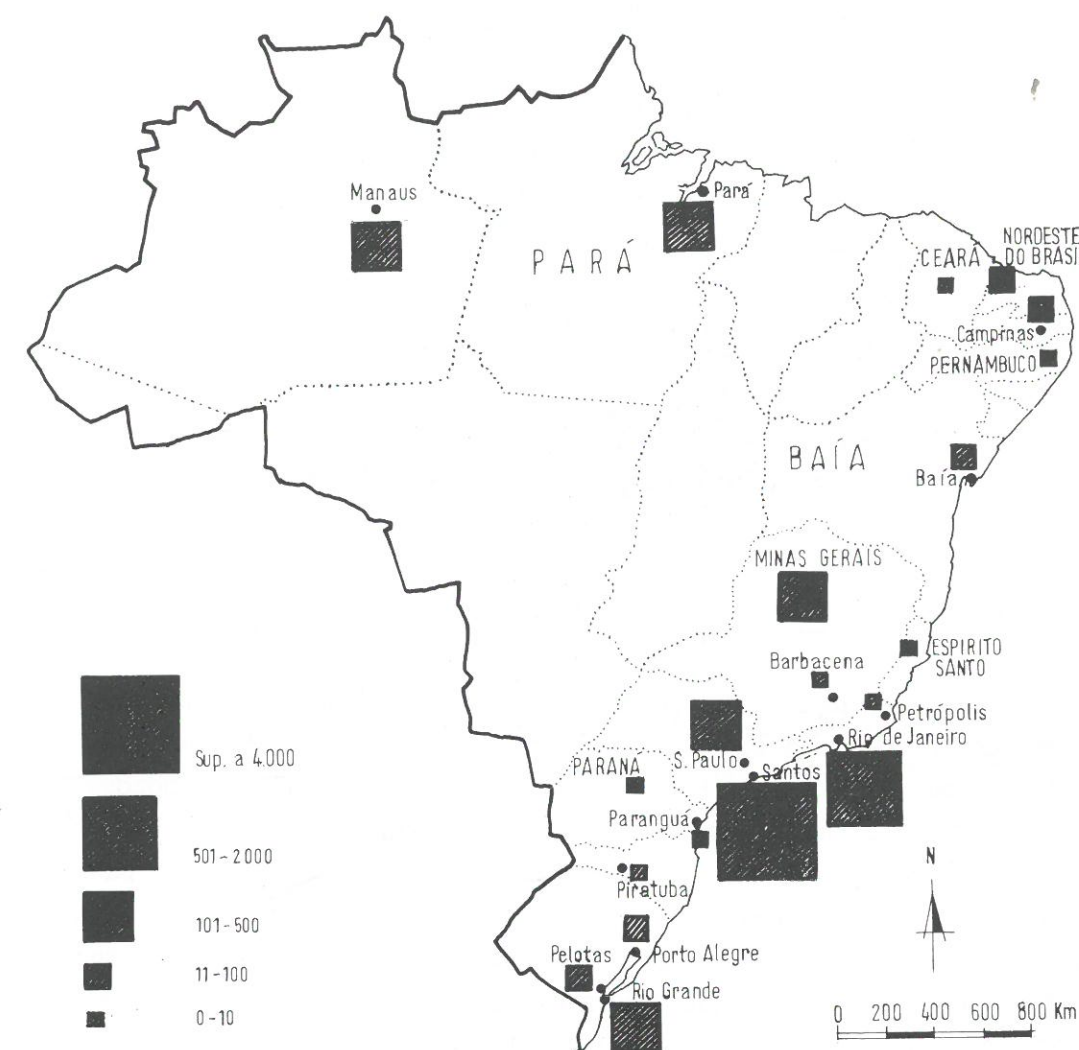 Manaus
Pará
PARÁ
CEARÁ
NORDESTE
DO BRASI
Campinas
PERNAMBUCO
BAÍA
Baía
MINAS GERAIS
ESPIRITO
SANTO
Barbacena
Petrópolis
Rio de Janeiro
S. Paulo
Santos
PARANÁ
Paranguá
Piratuba
Pelotas
Porto Alegre
Rio Grande
Sup. a 4.000
501-2000
101-500
11-100
0-10
N
0 200 400 600 800 Km